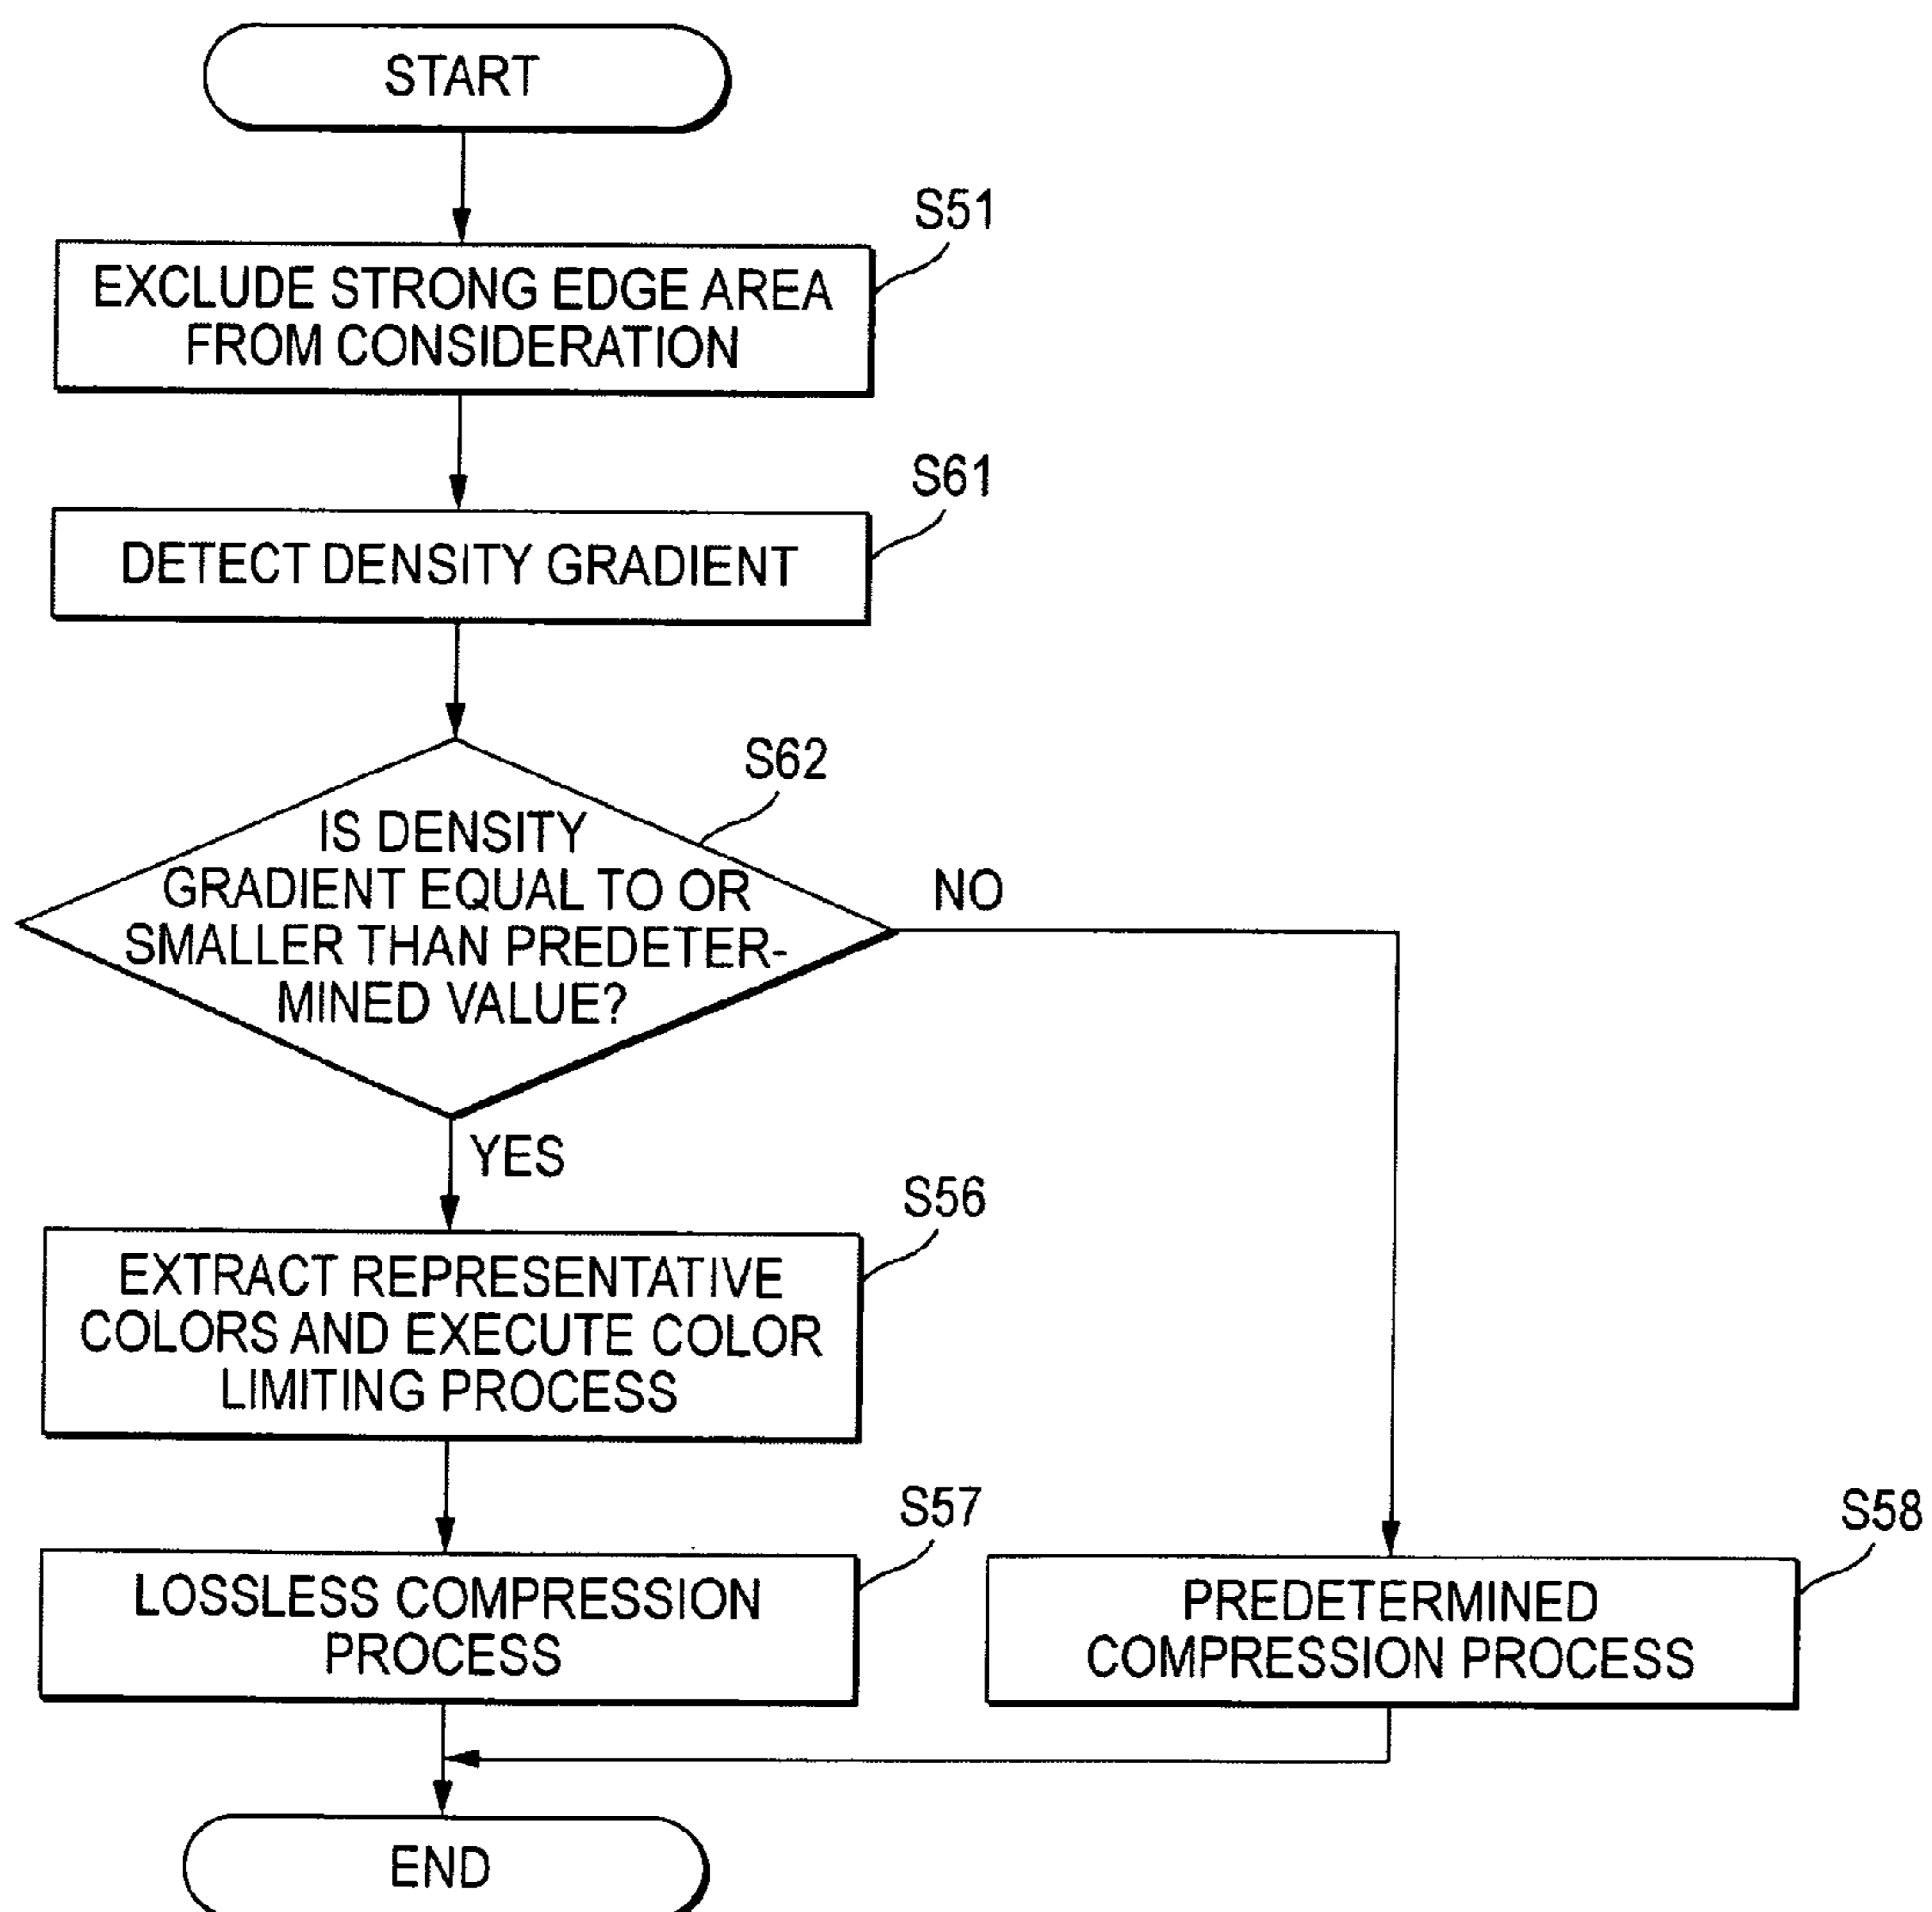 START
S51
EXCLUDE STRONG EDGE AREA
FROM CONSIDERATION
S61
DETECT DENSITY GRADIENT
S62
IS DENSITY
GRADIENT EQUAL TO OR
SMALLER THAN PREDETER-
MINED VALUE?
NO
YES
S56
EXTRACT REPRESENTATIVE
COLORS AND EXECUTE COLOR
LIMITING PROCESS
S57
LOSSLESS COMPRESSION
PROCESS
S58
PREDETERMINED
COMPRESSION PROCESS
END